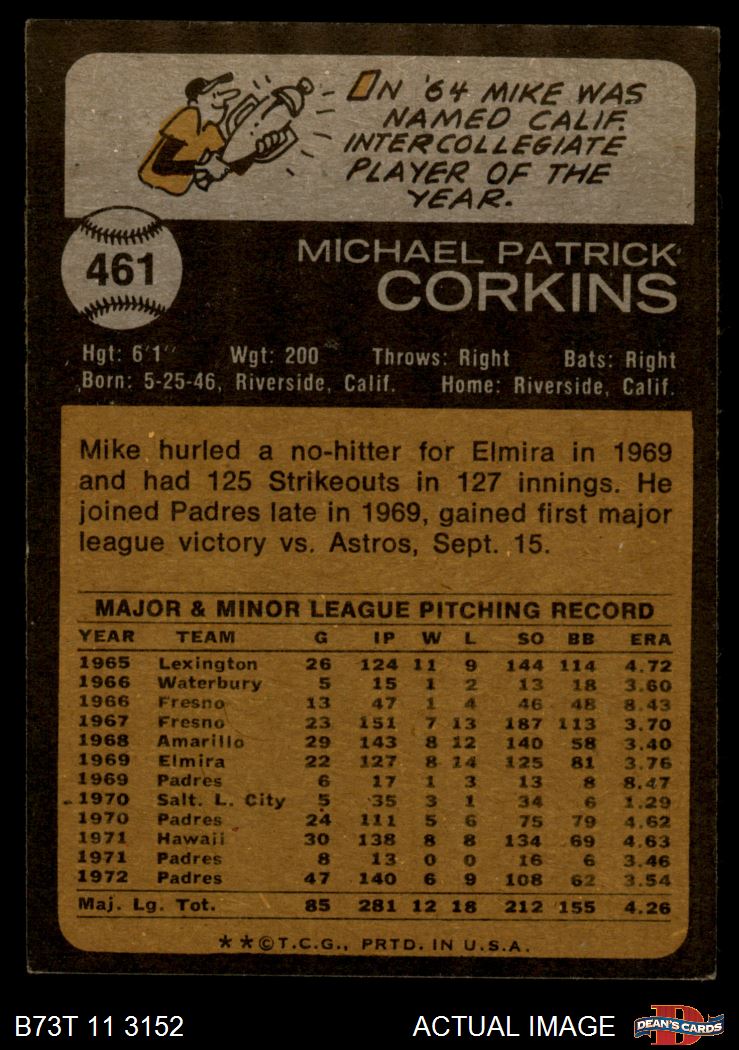 IN '64 MIKE WAS
NAMED CALIF.
INTERCOLLEGIATE
PLAYER OF THE
YEAR.
461
MICHAEL PATRICK
CORKINS
Hgt: 6'1" Wgt: 200 Throws: Right Bats: Right
Born: 5-25-46, Riverside, Calif. Home: Riverside, Calif.
Mike hurled a no-hitter for Elmira in 1969
and had 125 Strikeouts in 127 innings. He
joined Padres late in 1969, gained first major
league victory vs. Astros, Sept. 15.
MAJOR & MINOR LEAGUE PITCHING RECORD
YEAR TEAM G IP W L SO BB ERA
1965 Lexington 26 124 11 9 144 114 4.72
1966 Waterbury 5 15 1 2 13 18 3.60
1966 Fresno 13 47 1 4 46 48 8.43
1967 Fresno 23 151 7 13 187 113 3.70
1968 Amarillo 29 143 8 12 140 58 3.40
1969 Elmira 22 127 8 14 125 81 3.76
1969 Padres 6 17 1 3 13 8 8.47
1970 Salt. L. City 5 35 3 1 34 6 1.29
1970 Padres 24 111 5 6 75 79 4.62
1971 Hawaii 30 138 8 8 134 69 4.63
1971 Padres 8 13 0 0 16 6 3.46
1972 Padres 47 140 6 9 108 62 3.54
Maj. Lg. Tot. 85 281 12 18 212 155 4.26
★★©T.C.G., PRTD. IN U.S.A.
B73T 11 3152 ACTUAL IMAGE D DEAN'S CARDS